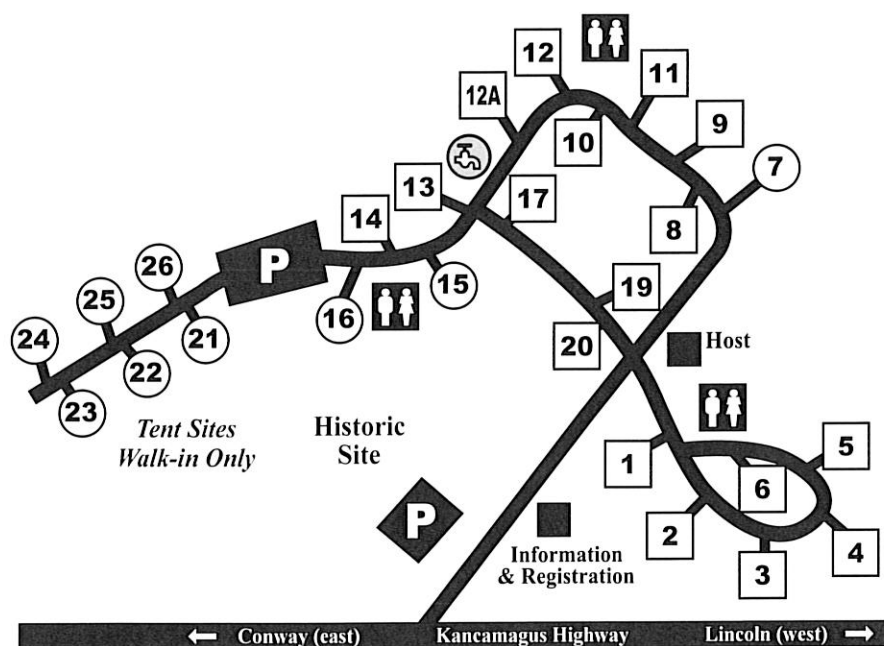 12
11
12A
10
9
7
13
17
14
8
26
P
15
19
25
16
24
21
20
Host
22
23
Tent Sites
Walk-in Only
Historic
Site
1
5
6
P
2
4
3
Information
& Registration
← Conway (east) Kancamagus Highway Lincoln (west) →